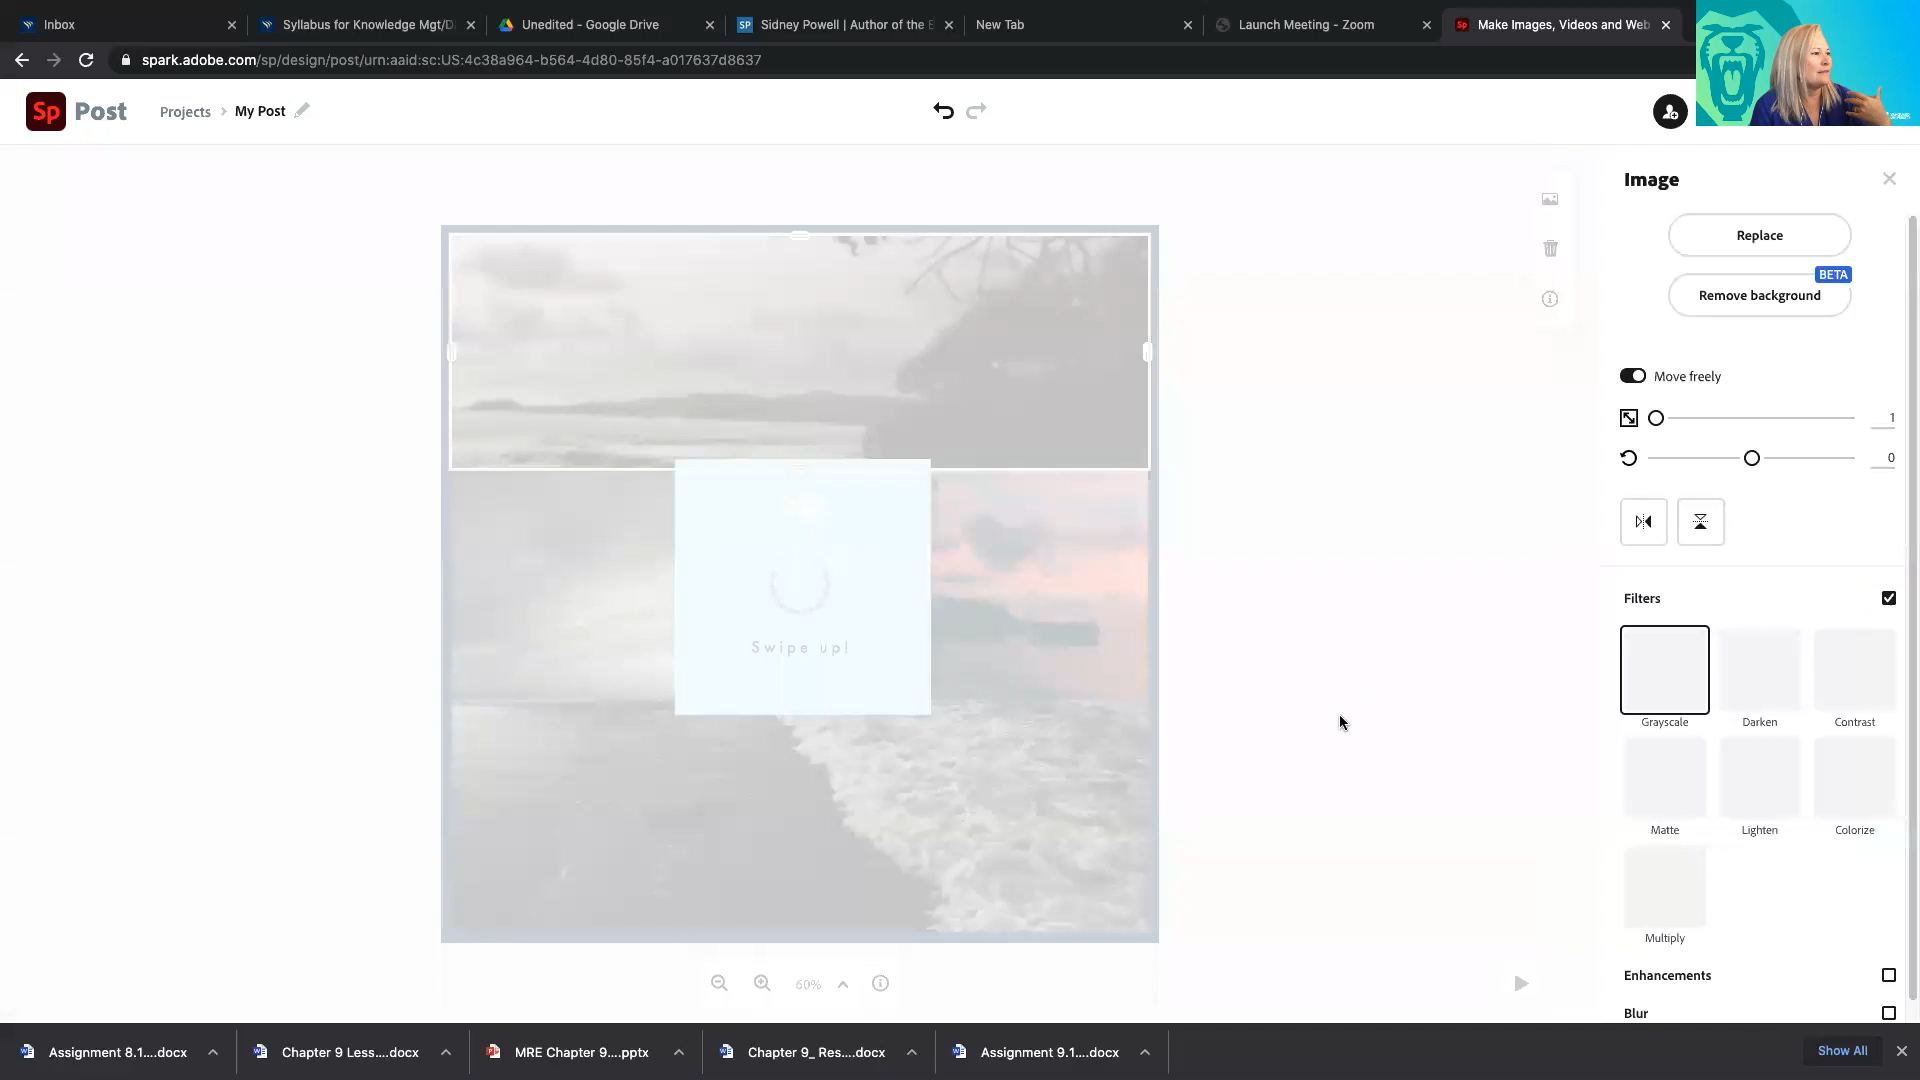 Inbox
Syllabus for Knowledge Mgt/D
Unedited - Google Drive
Sidney Powell | Author of the B
New Tab
Launch Meeting - Zoom
Make Images, Videos and Web
spark.adobe.com/sp/design/post/urn:aaid:sc:US:4c38a964-b564-4d80-85f4-a017637d8637
Sp Post
Projects > My Post
Image
Replace
BETA
Remove background
Move freely
1
0
Filters
Grayscale
Darken
Contrast
Matte
Lighten
Colorize
Multiply
Enhancements
Blur
Swipe up!
60%
Assignment 8.1....docx
Chapter 9 Less....docx
MRE Chapter 9....pptx
Chapter 9_ Res....docx
Assignment 9.1....docx
Show All